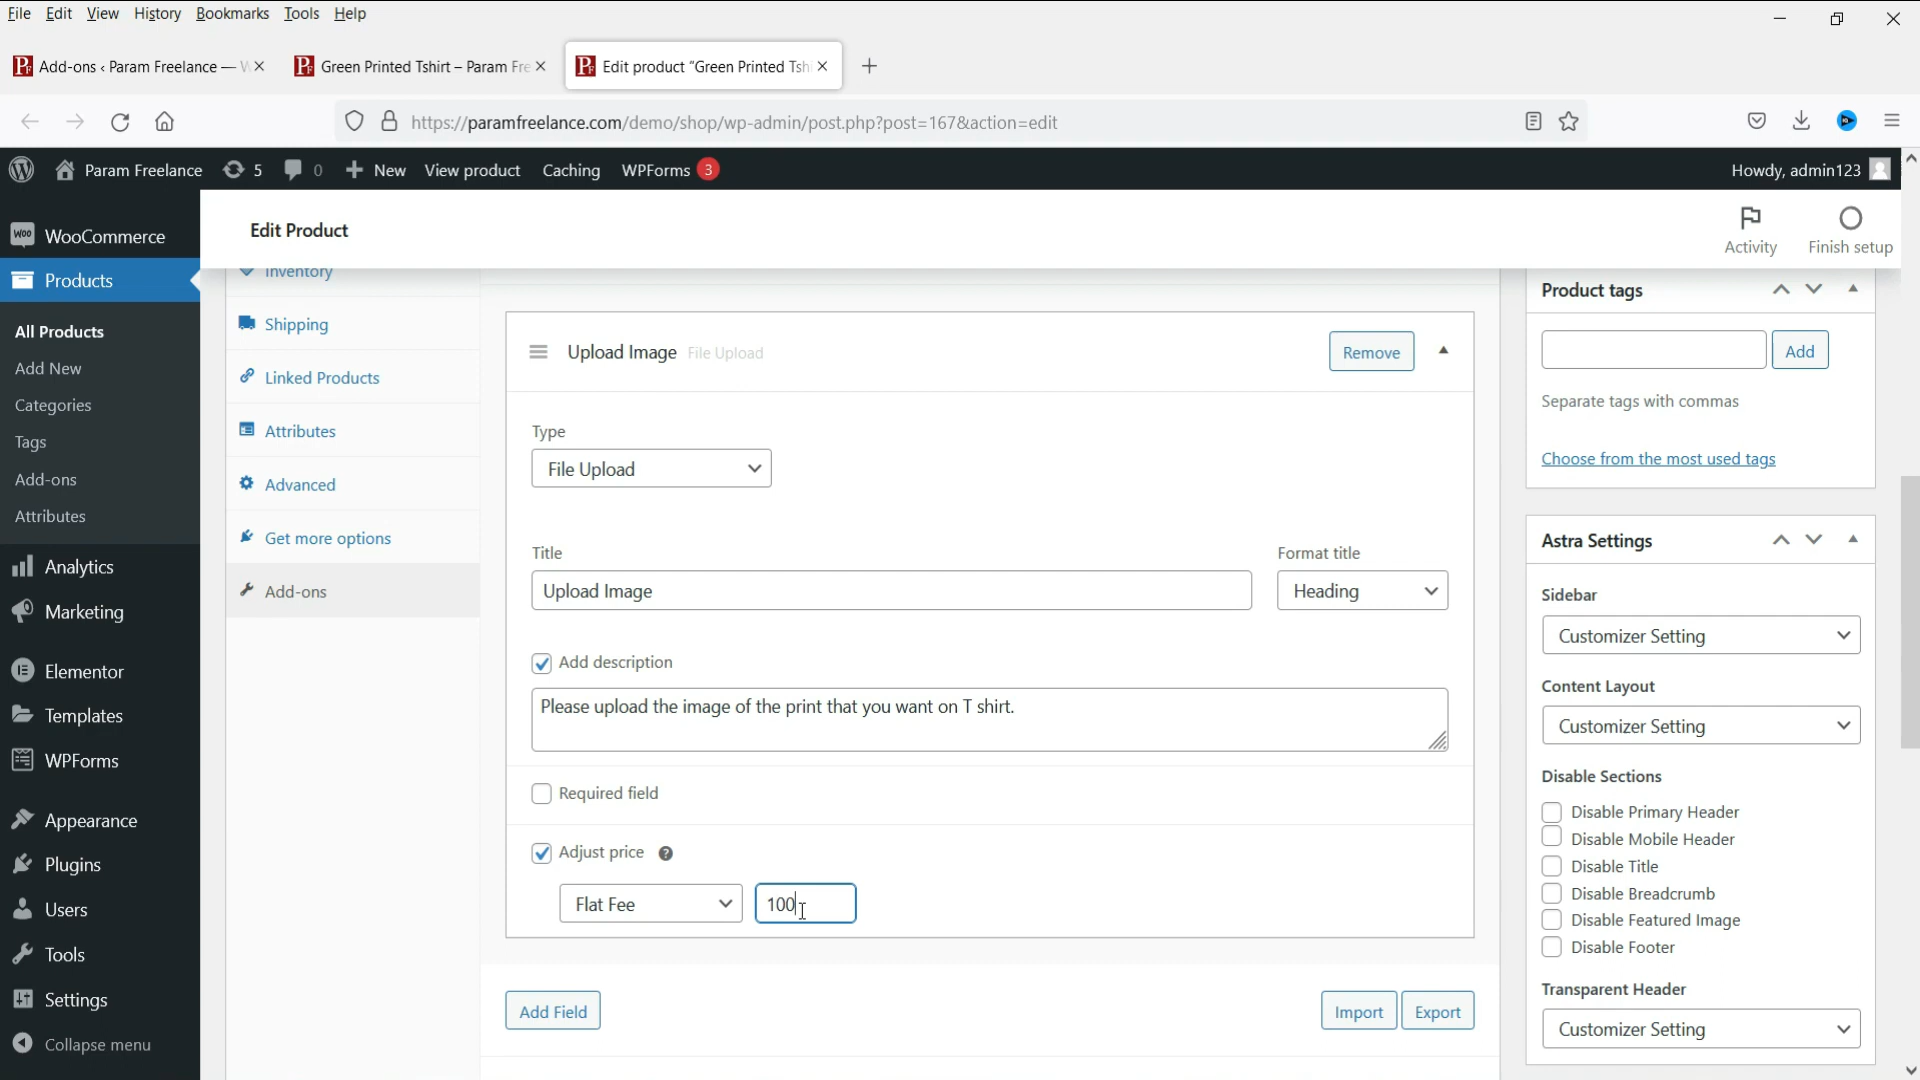 File Edit View History Bookmarks Tools Help
Add-ons ‹ Param Freelance — W
Green Printed Tshirt – Param Fre
Edit product “Green Printed Tsh
https://paramfreelance.com/demo/shop/wp-admin/post.php?post=167&action=edit
Param Freelance 5 0 New View product Caching WPForms 3
Howdy, admin123
WooCommerce
Products
All Products
Add New
Categories
Tags
Add-ons
Attributes
Analytics
Marketing
Elementor
Templates
WPForms
Appearance
Plugins
Users
Tools
Settings
Collapse menu
Edit Product
Activity
Finish setup
Inventory
Shipping
Linked Products
Attributes
Advanced
Get more options
Add-ons
Upload Image File Upload
Remove
Type
File Upload
Title
Format title
Upload Image
Heading
Add description
Please upload the image of the print that you want on T shirt.
Required field
Adjust price ?
Flat Fee
100
Add Field
Import
Export
Product tags
Add
Separate tags with commas
Choose from the most used tags
Astra Settings
Sidebar
Customizer Setting
Content Layout
Customizer Setting
Disable Sections
Disable Primary Header
Disable Mobile Header
Disable Title
Disable Breadcrumb
Disable Featured Image
Disable Footer
Transparent Header
Customizer Setting